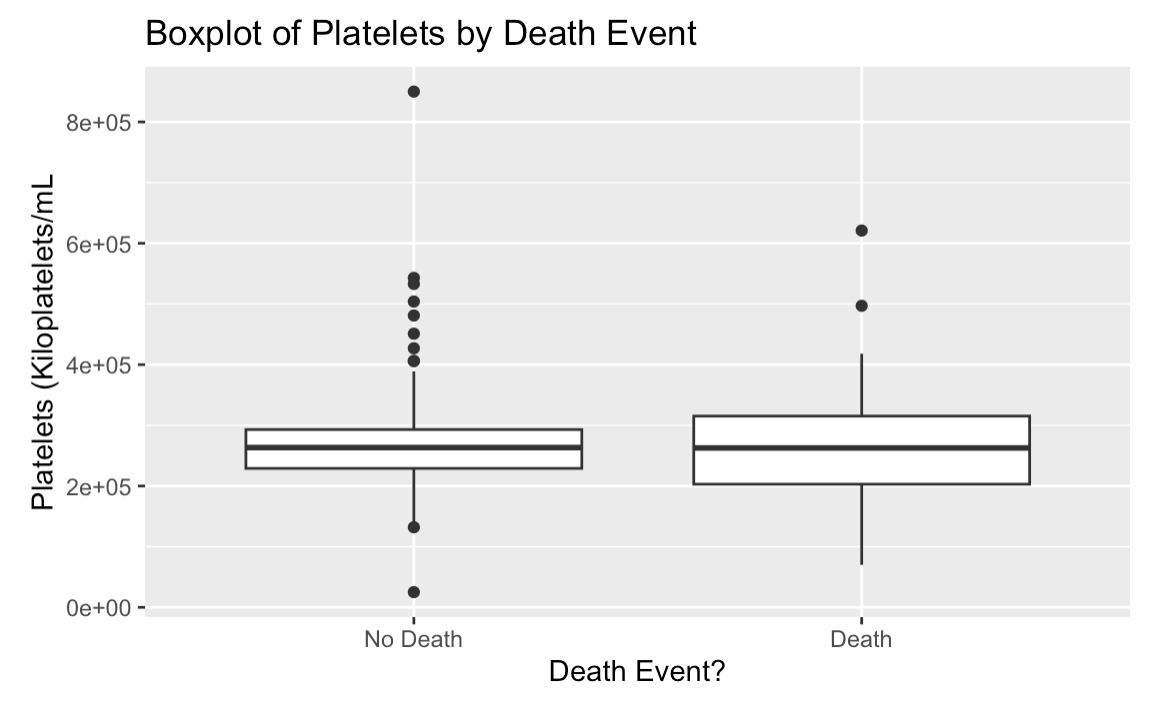 Boxplot of Platelets by Death Event
Platelets (Kiloplatelets/mL
8e+05
6e+05
4e+05
2e+05
0e+00
No Death
Death
Death Event?